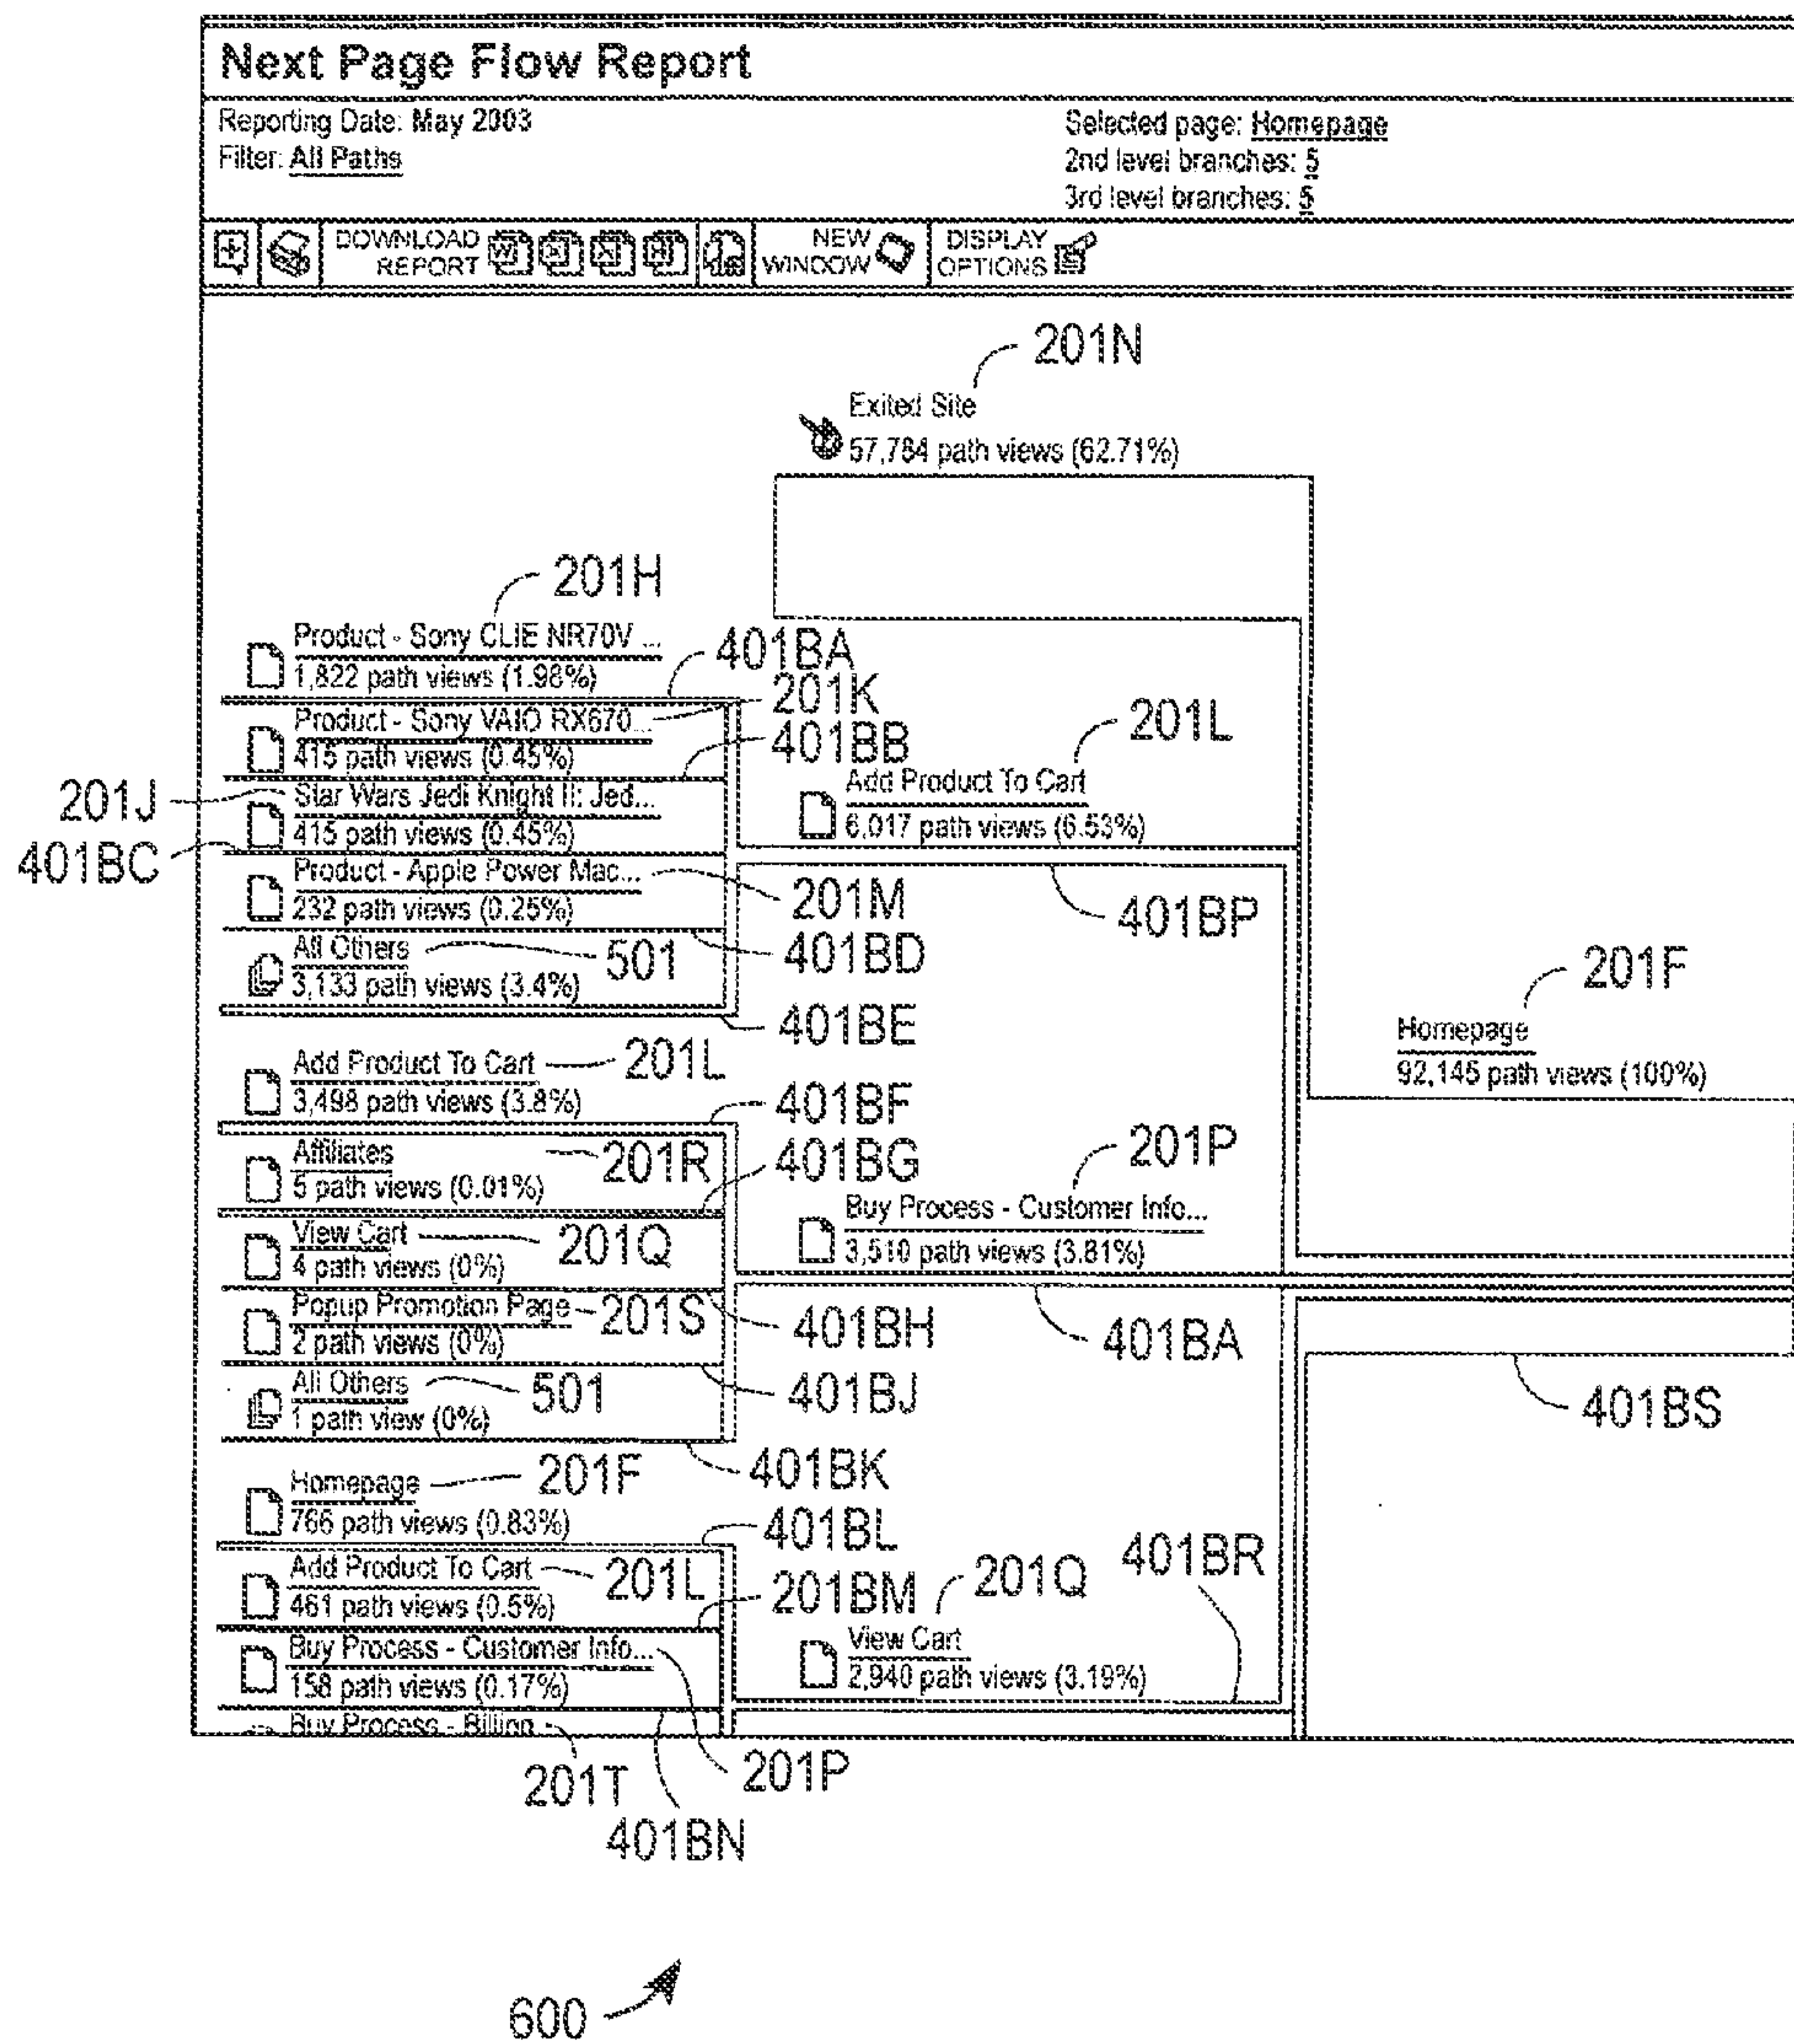 Next Page Flow Report
Reporting Date: May 2003
Filter: All Paths
Selected page: Homepage
2nd level branches: 5
3rd level branches: 5
DOWNLOAD
REPORT
NEW
WINDOW
DISPLAY
OPTIONS
201N
Exited Site
57,784 path views (62.71%)
201H
Product - Sony CLIE NR70V ...
1,822 path views (1.98%)
401BA
201K
Product - Sony VAIO RX670...
415 path views (0.45%)
401BB
201J
Star Wars Jedi Knight II: Jed...
415 path views (0.45%)
401BC
Product - Apple Power Mac...
232 path views (0.25%)
201M
401BD
All Others
3,133 path views (3.4%)
501
401BE
201L
Add Product To Cart
6,017 path views (6.53%)
401BP
201F
Homepage
92,145 path views (100%)
Add Product To Cart
3,498 path views (3.8%)
201L
401BF
Affiliates
5 path views (0.01%)
201R
401BG
View Cart
4 path views (0%)
201Q
Popup Promotion Page
2 path views (0%)
201S
401BH
All Others
1 path view (0%)
501
401BJ
401BK
201P
Buy Process - Customer Info...
3,510 path views (3.81%)
401BA
401BS
Homepage
766 path views (0.83%)
201F
401BL
Add Product To Cart
461 path views (0.5%)
201L
201BM
Buy Process - Customer Info...
158 path views (0.17%)
201Q
View Cart
2,940 path views (3.19%)
401BR
Buy Process - Billing
201T
201P
401BN
600